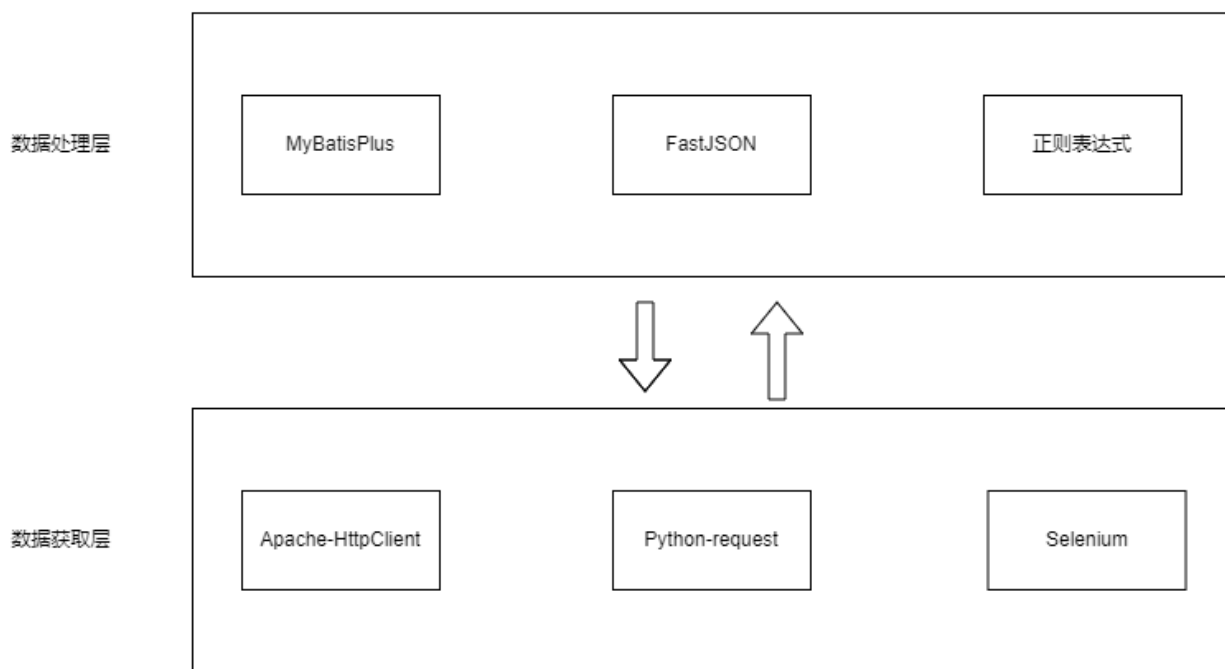 数据处理层
MyBatisPlus
FastJSON
正则表达式
数据获取层
Apache-HttpClient
Python-request
Selenium